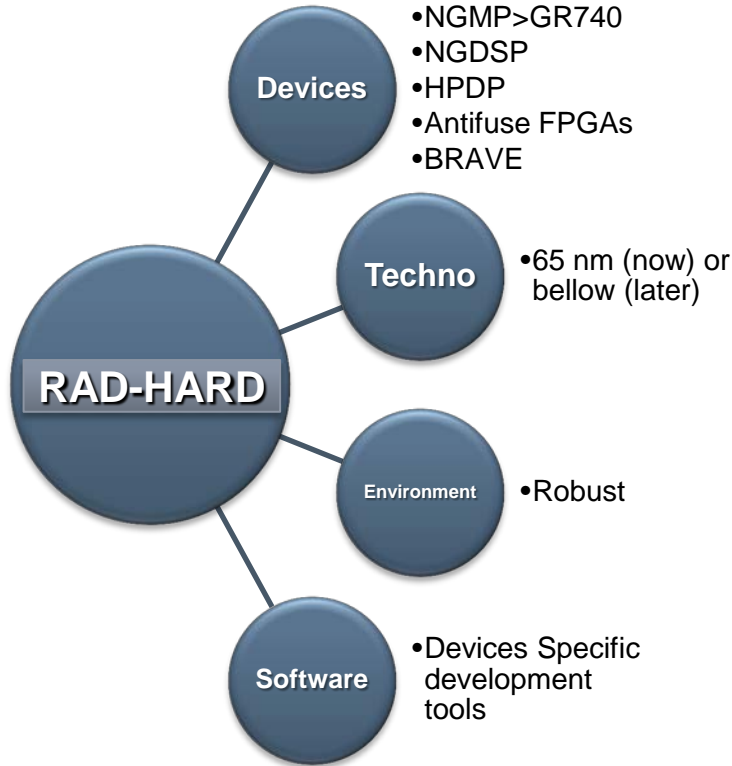 Devices
•NGMP>GR740
•NGDSP
•HPDP
•Antifuse FPGAs
•BRAVE
Techno
•65 nm (now) or
bellow (later)
RAD-HARD
Environment
•Robust
Software
•Devices Specific
development
tools